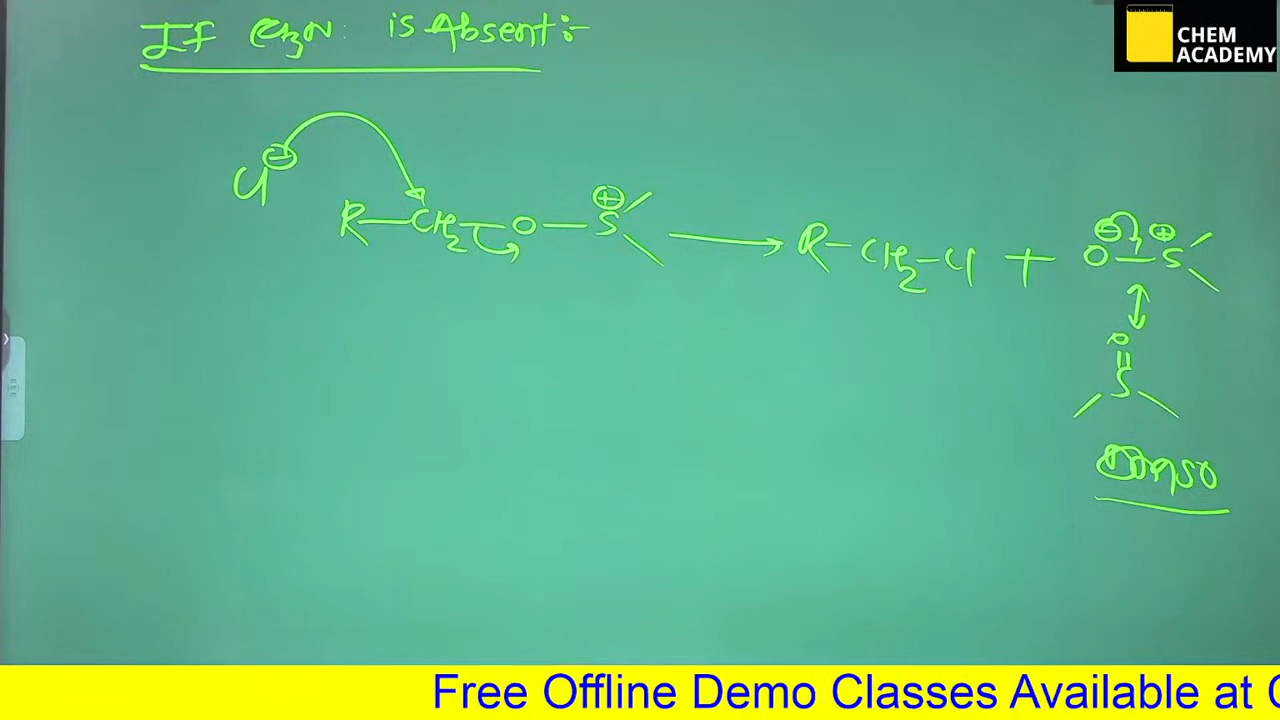 If Et₃N: is Absent:-
CHEM
ACADEMY
Cl⊖
R-CH₂-O-S⊕ → R-CH₂-Cl + O⊖-S⊕
↕
O
S
DMSO
Free Offline Demo Classes Available at